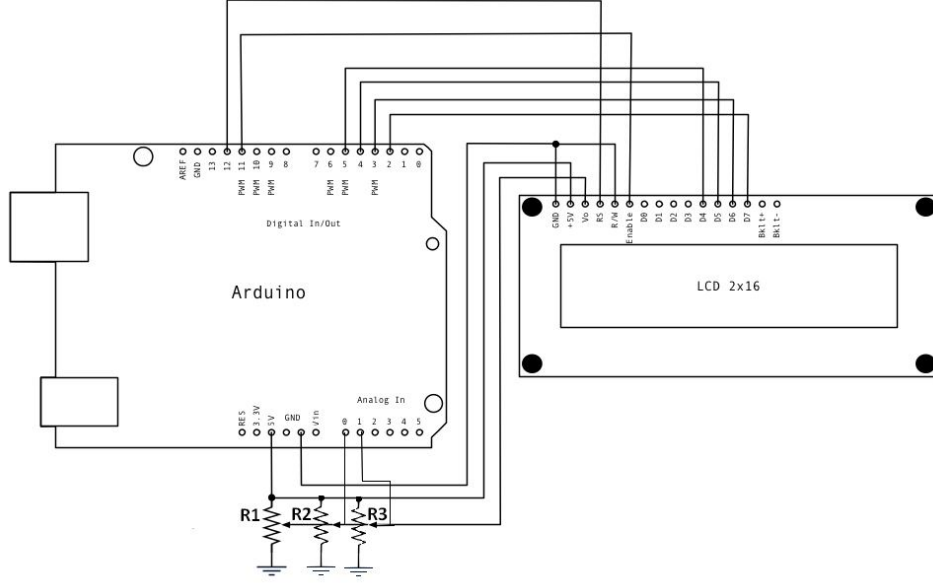 AREF GND 13 12 11 10 9 8 7 6 5 4 3 2 1 0
PWM PWM PWM PWM PWM PWM
Digital In/Out
Arduino
GND +5V Vo RS R/W Enable D0 D1 D2 D3 D4 D5 D6 D7 Bklt+ Bklt-
LCD 2x16
Analog In
RES 3.3V 5V GND Vin 0 1 2 3 4 5
R1 R2 R3